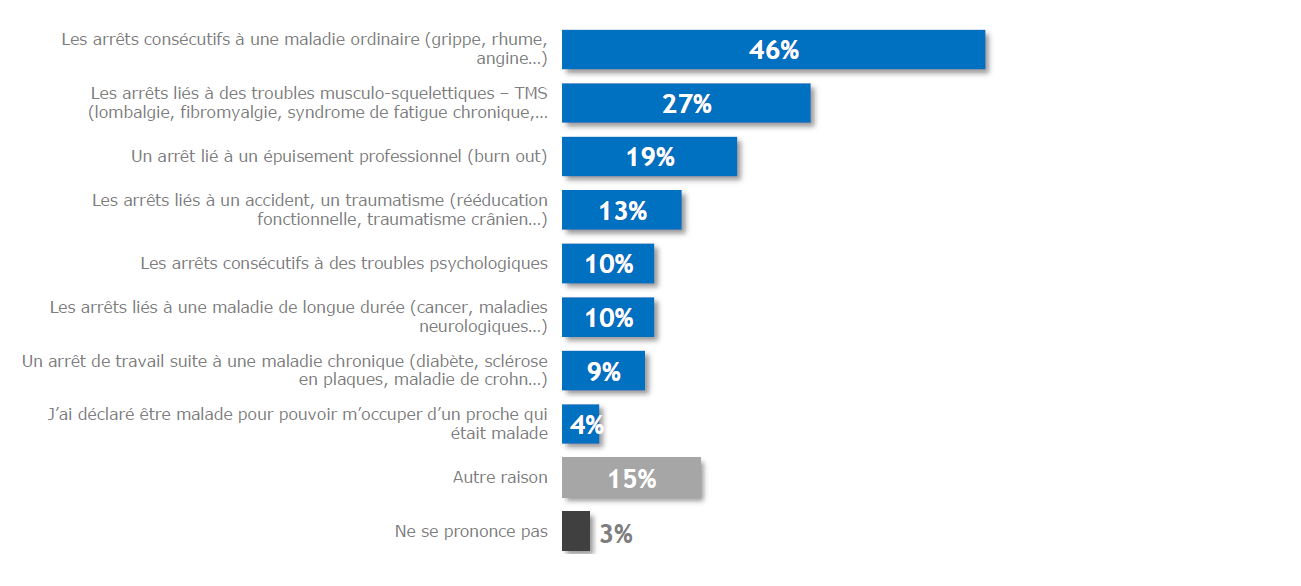 Les arrêts consécutifs à une maladie ordinaire (grippe, rhume,
angine…)
46%
Les arrêts liés à des troubles musculo-squelettiques – TMS
(lombalgie, fibromyalgie, syndrome de fatigue chronique,…
27%
Un arrêt lié à un épuisement professionnel (burn out)
19%
Les arrêts liés à un accident, un traumatisme (rééducation
fonctionnelle, traumatisme crânien…)
13%
Les arrêts consécutifs à des troubles psychologiques
10%
Les arrêts liés à une maladie de longue durée (cancer, maladies
neurologiques…)
10%
Un arrêt de travail suite à une maladie chronique (diabète, sclérose
en plaques, maladie de crohn…)
9%
J’ai déclaré être malade pour pouvoir m’occuper d’un proche qui
était malade
4%
Autre raison
15%
Ne se prononce pas
3%